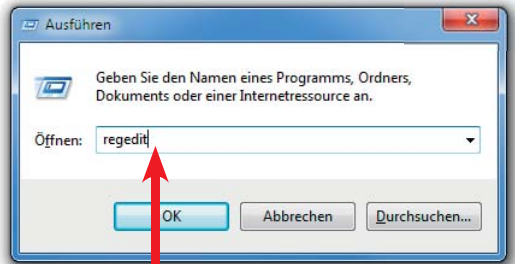 Ausführen
Geben Sie den Namen eines Programms, Ordners,
Dokuments oder einer Internetressource an.
Öffnen: regedit
OK Abbrechen Durchsuchen...